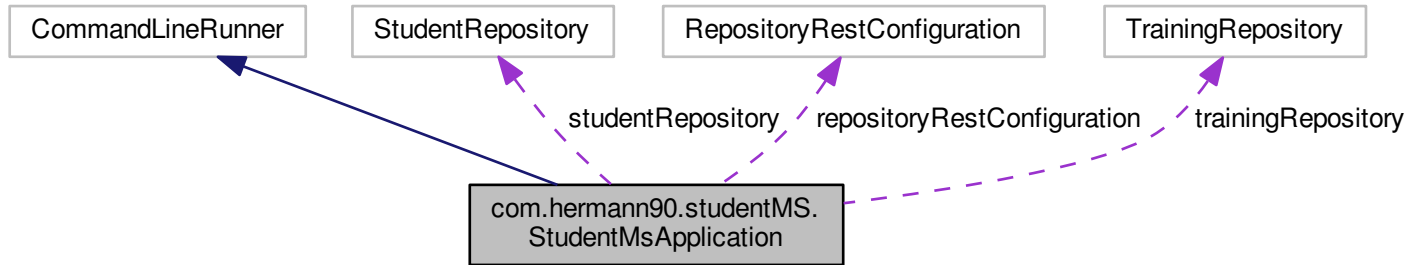 CommandLineRunner
StudentRepository
RepositoryRestConfiguration
TrainingRepository
studentRepository
repositoryRestConfiguration
trainingRepository
com.hermann90.studentMS.
StudentMsApplication